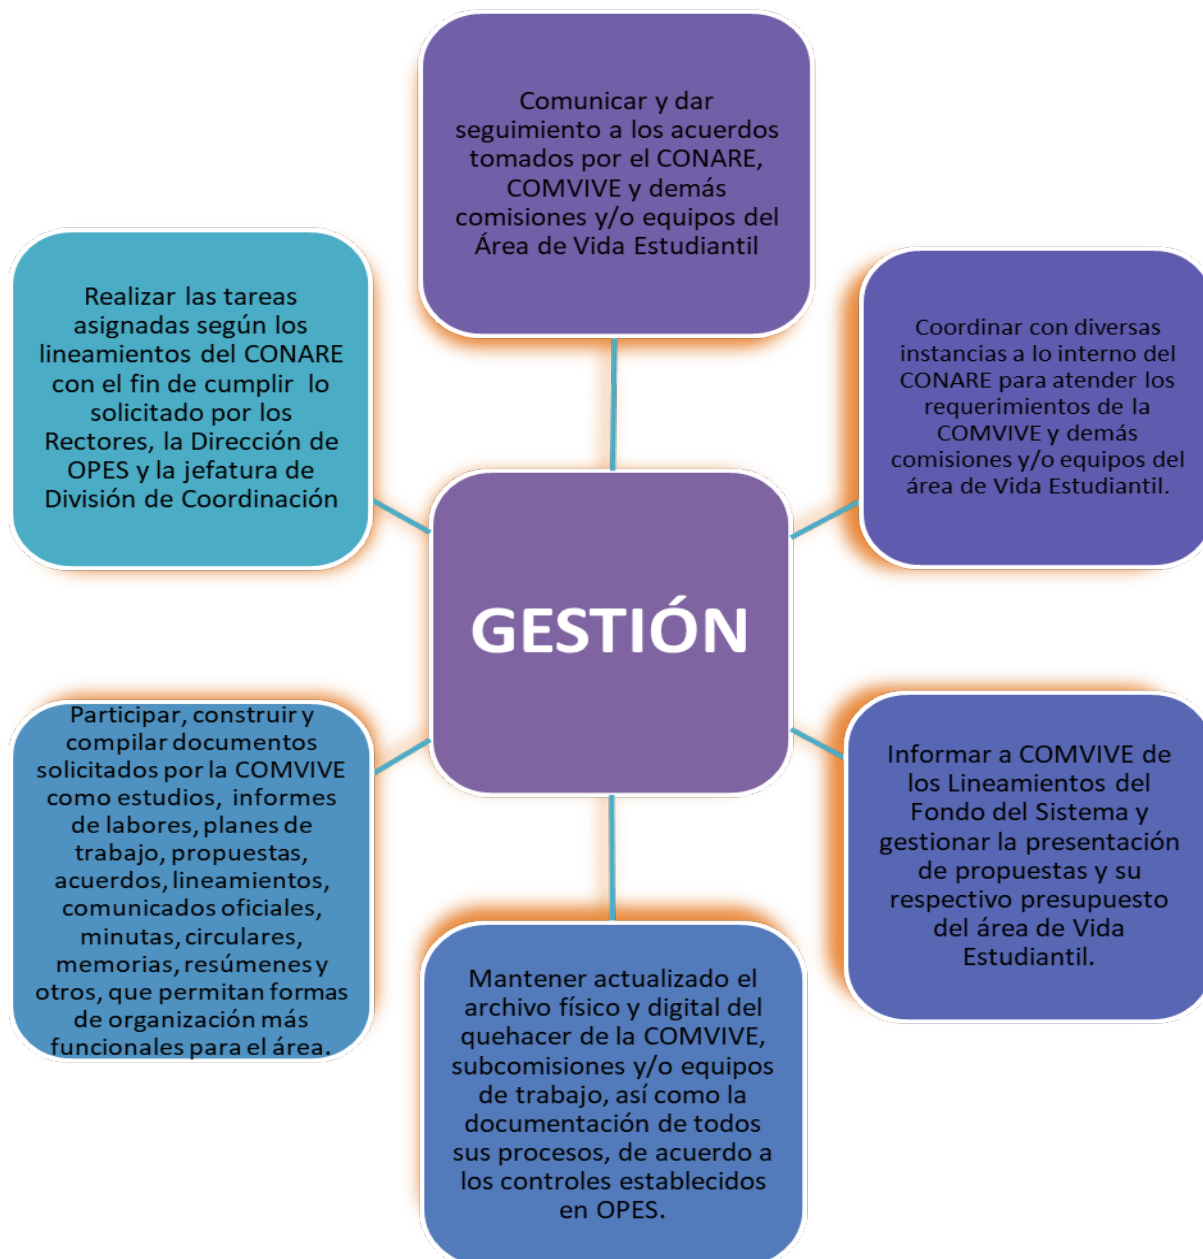 Comunicar y dar
seguimiento a los acuerdos
tomados por el CONARE,
COMVIVE y demás
comisiones y/o equipos del
Área de Vida Estudiantil
Realizar las tareas
asignadas según los
lineamientos del CONARE
con el fin de cumplir lo
solicitado por los
Rectores, la Dirección de
OPES y la jefatura de
División de Coordinación
Coordinar con diversas
instancias a lo interno del
CONARE para atender los
requerimientos de la
COMVIVE y demás
comisiones y/o equipos del
área de Vida Estudiantil.
GESTIÓN
Participar, construir y
compilar documentos
solicitados por la COMVIVE
como estudios, informes
de labores, planes de
trabajo, propuestas,
acuerdos, lineamientos,
comunicados oficiales,
minutas, circulares,
memorias, resúmenes y
otros, que permitan formas
de organización más
funcionales para el área.
Informar a COMVIVE de
los Lineamientos del
Fondo del Sistema y
gestionar la presentación
de propuestas y su
respectivo presupuesto
del área de Vida
Estudiantil.
Mantener actualizado el
archivo físico y digital del
quehacer de la COMVIVE,
subcomisiones y/o equipos
de trabajo, así como la
documentación de todos
sus procesos, de acuerdo a
los controles establecidos
en OPES.